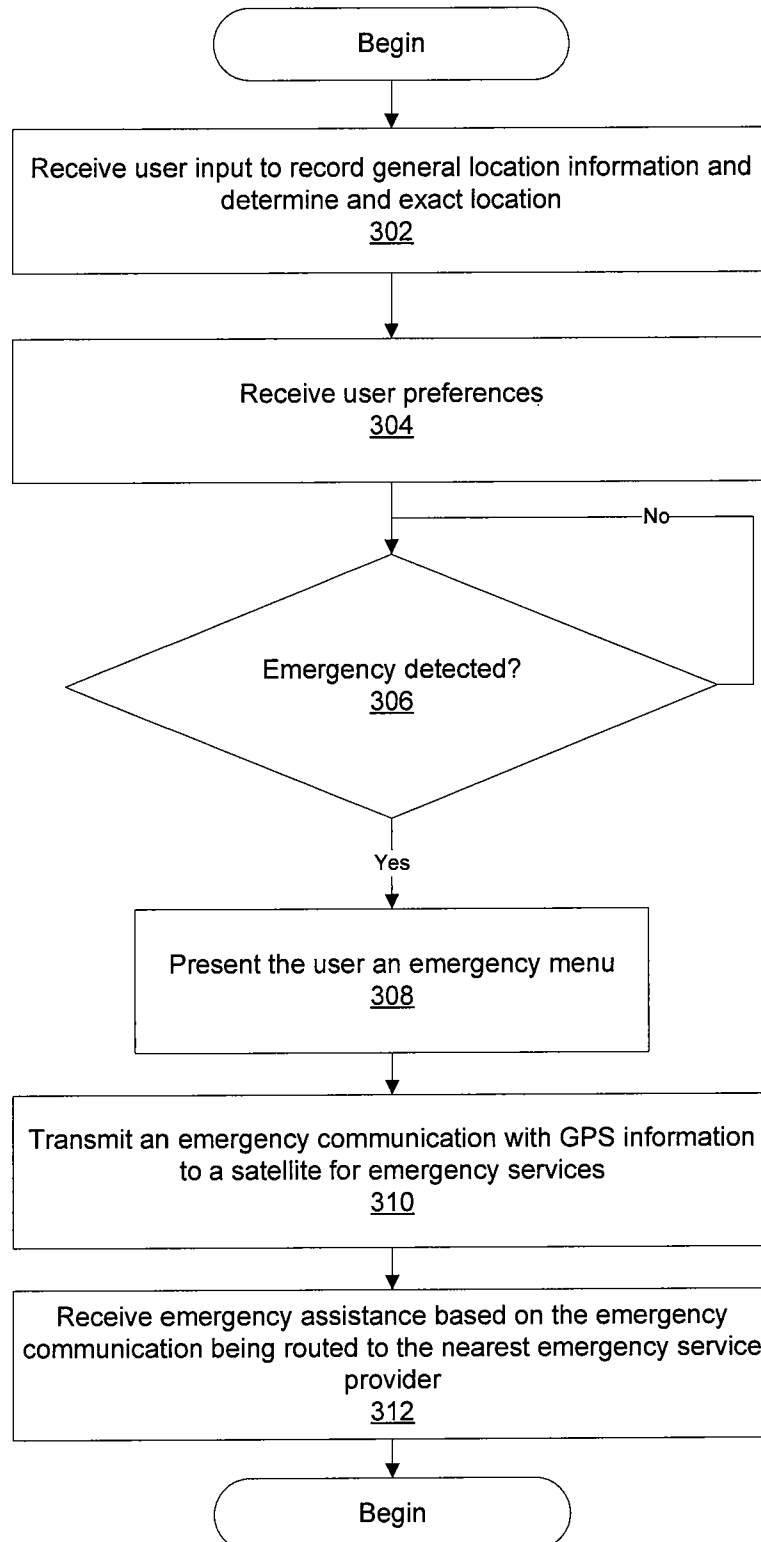 Begin
Receive user input to record general location information and
determine and exact location
302
Receive user preferences
304
No
Emergency detected?
306
Yes
Present the user an emergency menu
308
Transmit an emergency communication with GPS information
to a satellite for emergency services
310
Receive emergency assistance based on the emergency
communication being routed to the nearest emergency service
provider
312
Begin